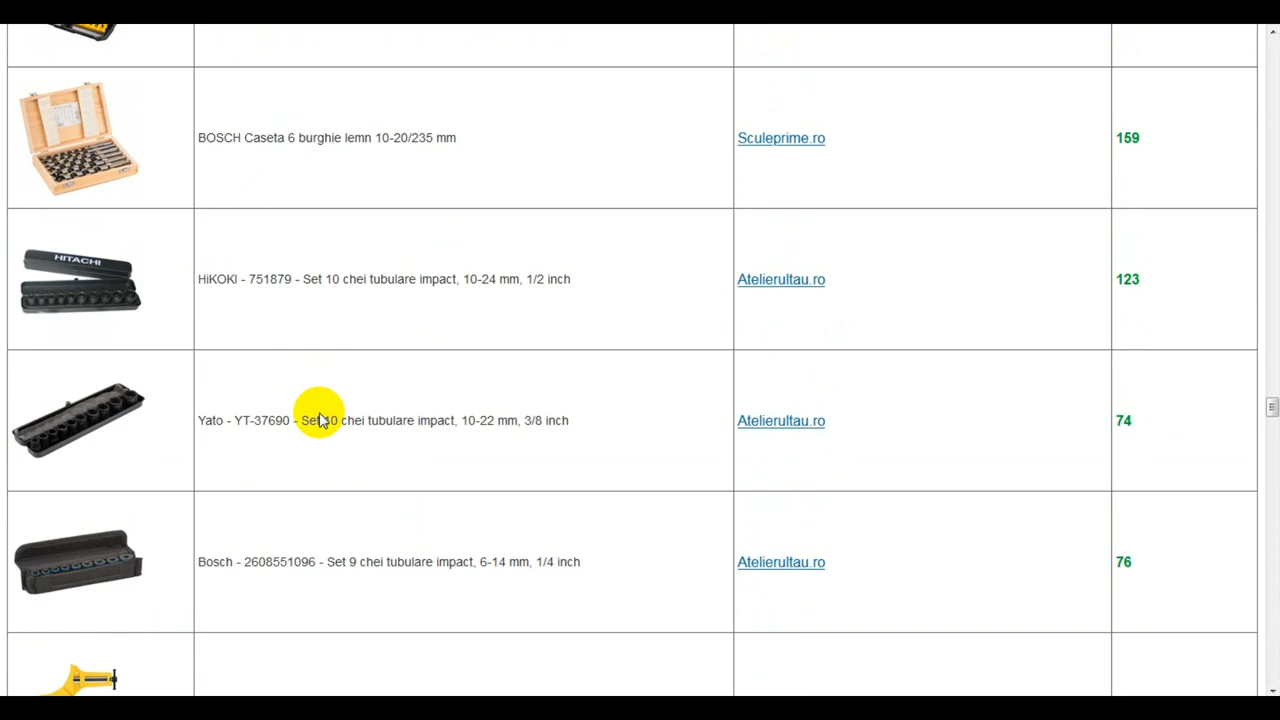 BOSCH Caseta 6 burghie lemn 10-20/235 mm
Sculeprime.ro
159
HITACHI
HiKOKI - 751879 - Set 10 chei tubulare impact, 10-24 mm, 1/2 inch
Atelierultau.ro
123
Yato - YT-37690 - Set 10 chei tubulare impact, 10-22 mm, 3/8 inch
Atelierultau.ro
74
Bosch - 2608551096 - Set 9 chei tubulare impact, 6-14 mm, 1/4 inch
Atelierultau.ro
76